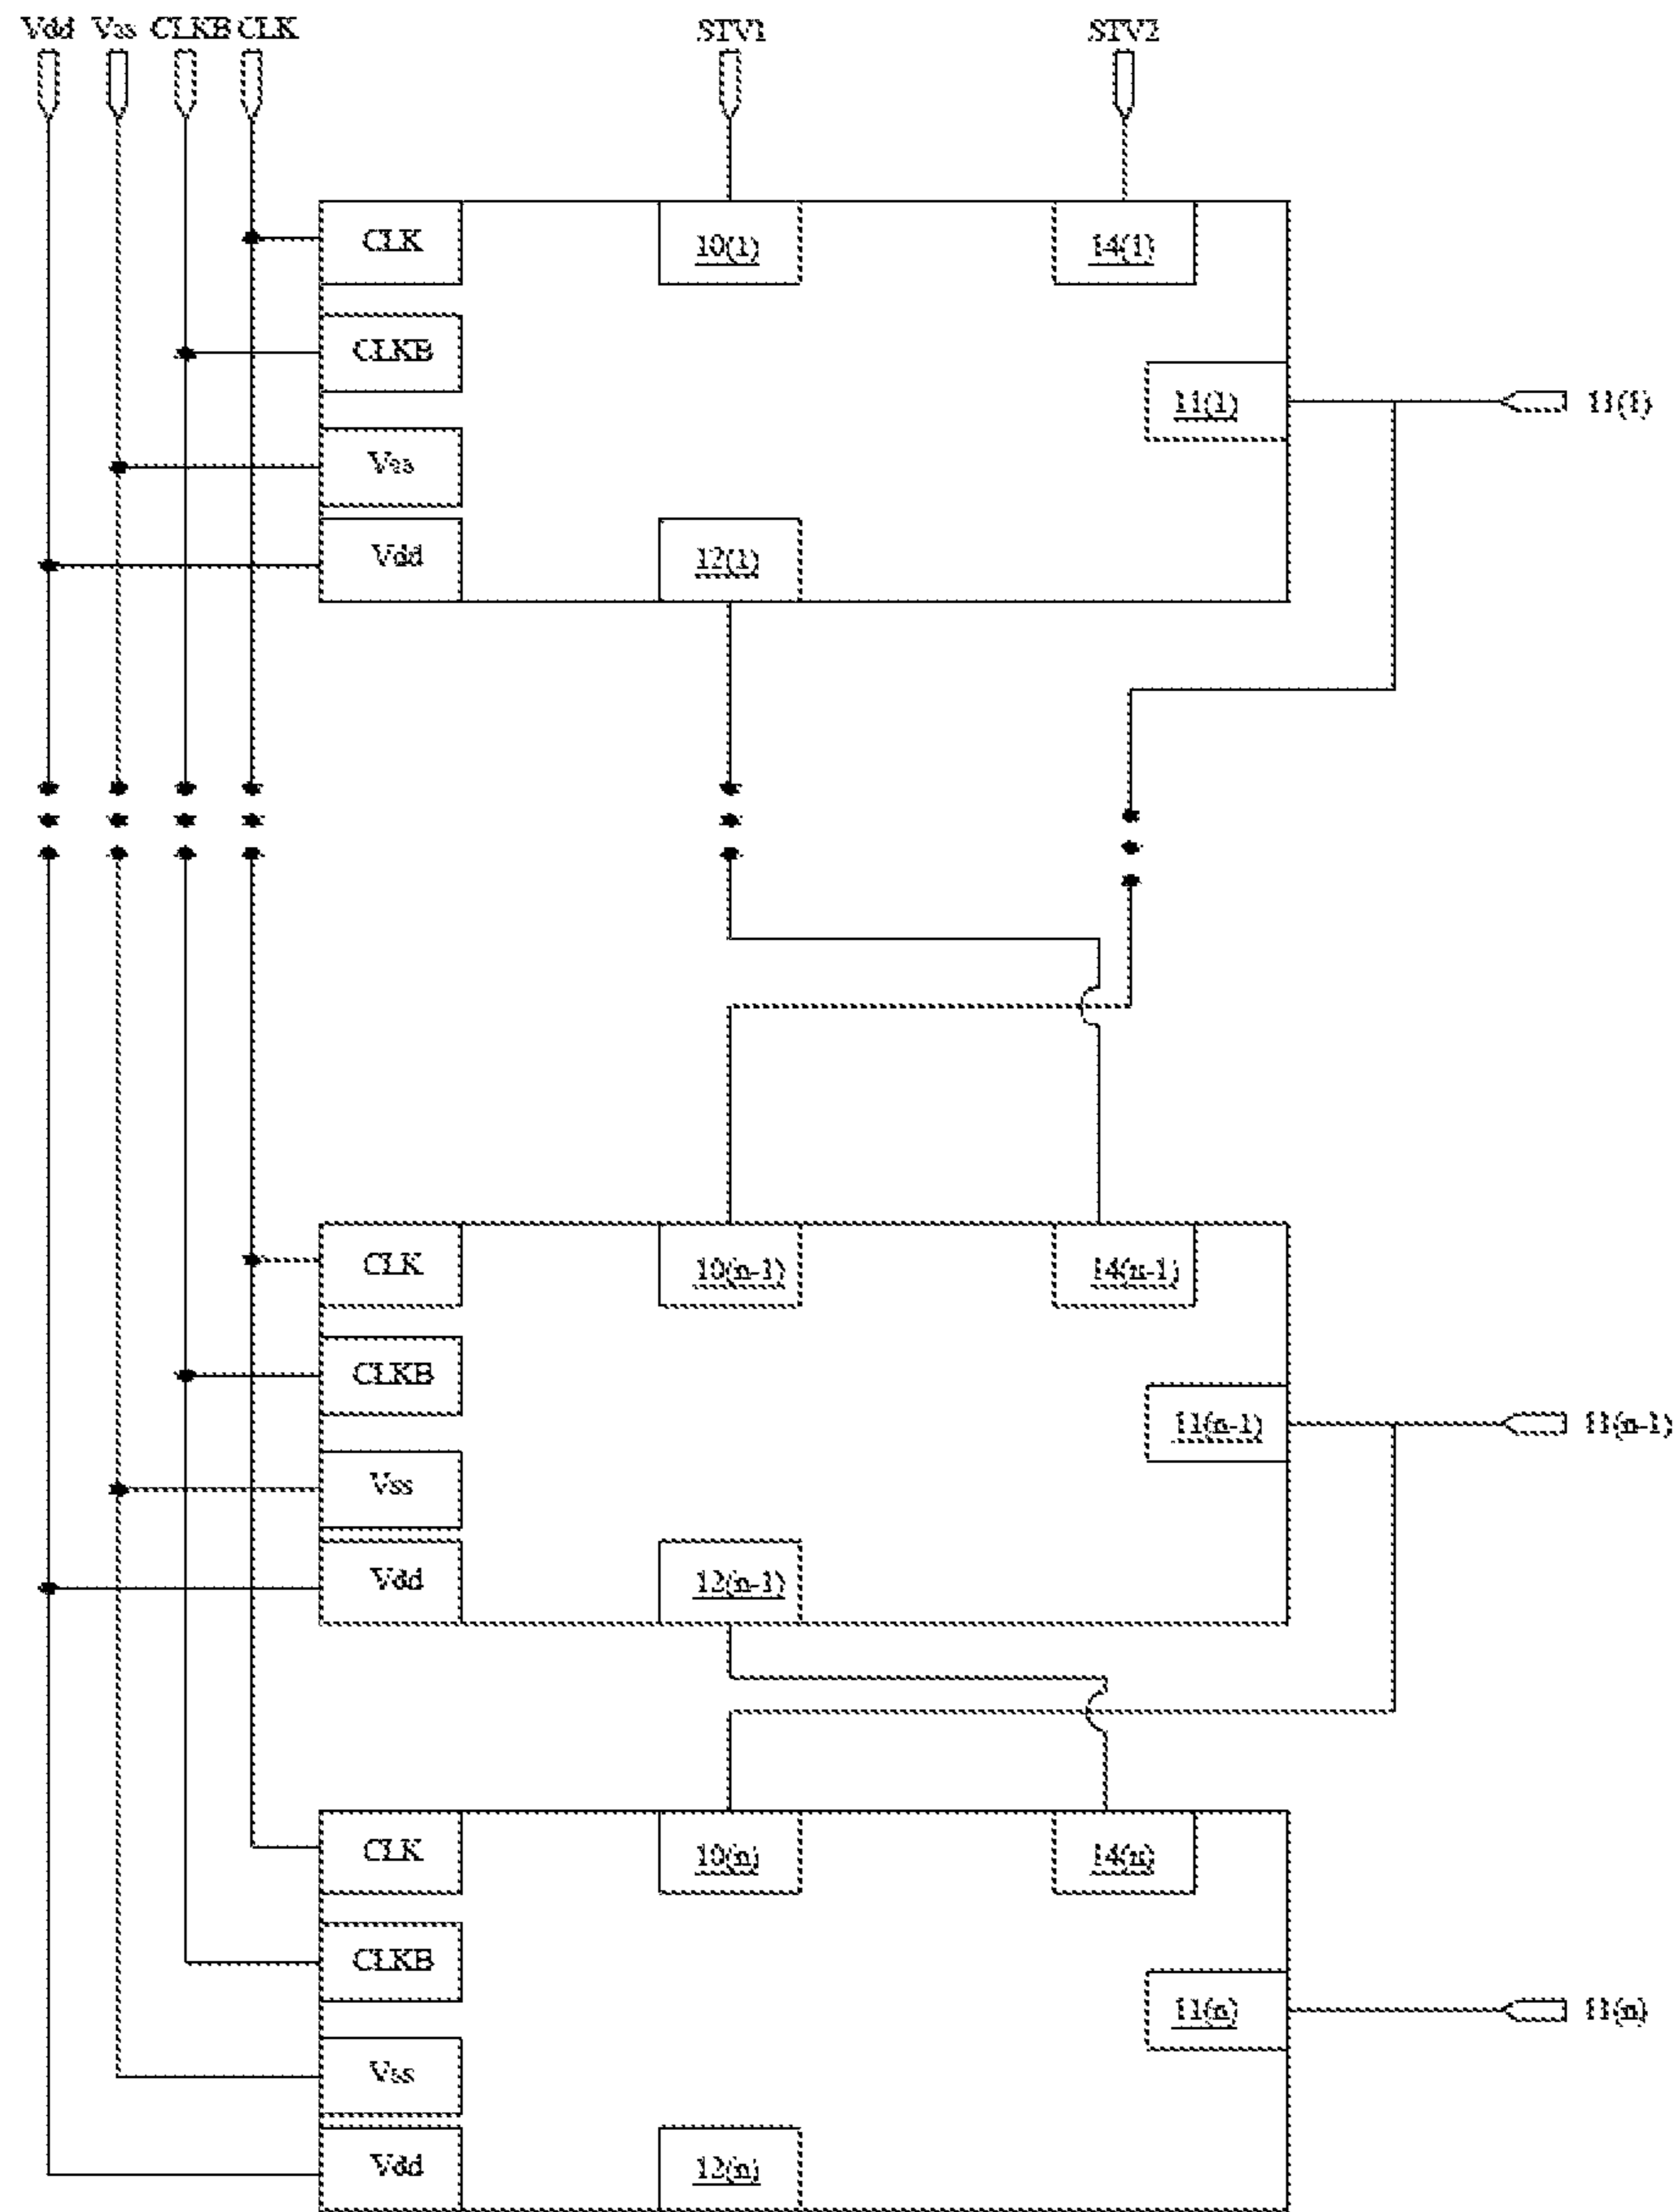 Vdd Vss CLKB CLK STV1 STV2
CLK 10(1) 14(1)
CLKB
11(1) 11(1)
Vss
Vdd 12(1)
CLK 10(n-1) 14(n-1)
CLKB
11(n-1) 11(n-1)
Vss
Vdd 12(n-1)
CLK 10(n) 14(n)
CLKB
11(n) 11(n)
Vss
Vdd 12(n)